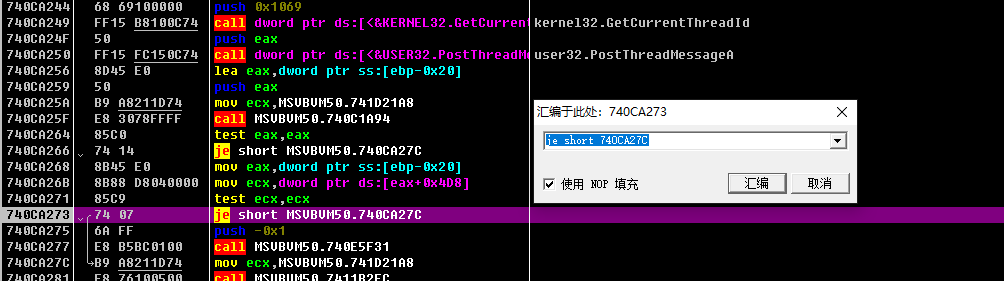 740CA244 68 69100000 push 0x1069
740CA249 FF15 B8100C74 call dword ptr ds:[<&KERNEL32.GetCurrent kernel32.GetCurrentThreadId
740CA24F 50 push eax
740CA250 FF15 FC150C74 call dword ptr ds:[<&USER32.PostThreadMe user32.PostThreadMessageA
740CA256 8D45 E0 lea eax,dword ptr ss:[ebp-0x20]
740CA259 50 push eax
740CA25A B9 A8211D74 mov ecx,MSVBVM50.741D21A8
740CA25F E8 3078FFFF call MSVBVM50.740C1A94
740CA264 85C0 test eax,eax
740CA266 74 14 je short MSVBVM50.740CA27C
740CA268 8B45 E0 mov eax,dword ptr ss:[ebp-0x20]
740CA26B 8B88 D8040000 mov ecx,dword ptr ds:[eax+0x4D8]
740CA271 85C9 test ecx,ecx
740CA273 74 07 je short MSVBVM50.740CA27C
740CA275 6A FF push -0x1
740CA277 E8 B5BC0100 call MSVBVM50.740E5F31
740CA27C B9 A8211D74 mov ecx,MSVBVM50.741D21A8
740CA281 E8 76100500 call MSVBVM50.7411B2FC
汇编于此处: 740CA273
je short 740CA27C
使用 NOP 填充
汇编
取消